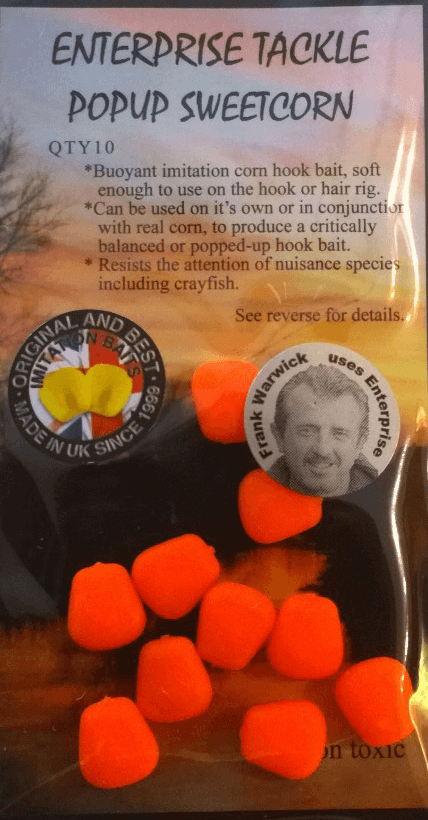 ENTERPRISE TACKLE
POPUP SWEETCORN
QTY10
*Buoyant imitation corn hook bait, soft
enough to use on the hook or hair rig.
*Can be used on it's own or in conjunction
with real corn, to produce a critically
balanced or popped-up hook bait.
* Resists the attention of nuisance species
including crayfish.
See reverse for details.
ORIGINAL AND BEST
IMITATION BAITS
MADE IN UK SINCE 1999
Frank Warwick uses Enterprise
toxic